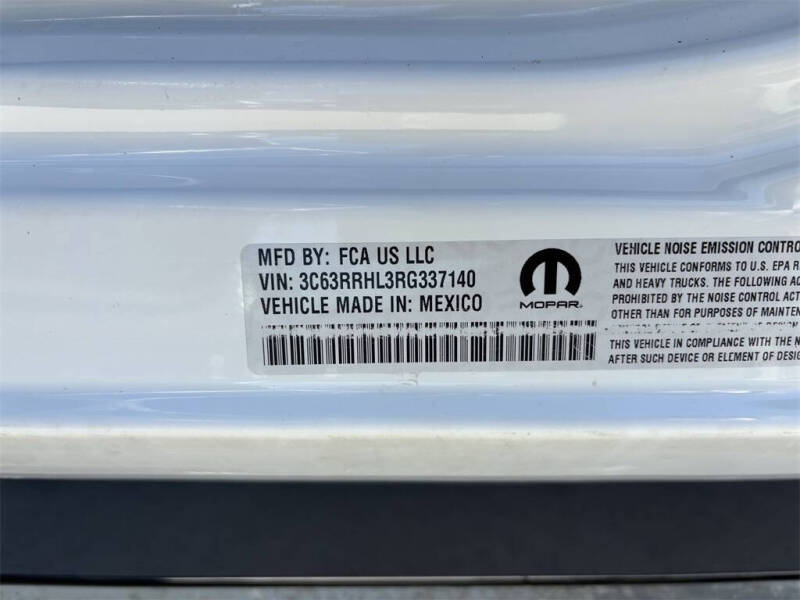 MFD BY: FCA US LLC
VIN: 3C63RRHL3RG337140
VEHICLE MADE IN: MEXICO
MOPAR®
VEHICLE NOISE EMISSION CONTRO
THIS VEHICLE CONFORMS TO U.S. EPA R
AND HEAVY TRUCKS. THE FOLLOWING AC
PROHIBITED BY THE NOISE CONTROL ACT
OTHER THAN FOR PURPOSES OF MAINTEN
THIS VEHICLE IN COMPLIANCE WITH THE N
AFTER SUCH DEVICE OR ELEMENT OF DESIG